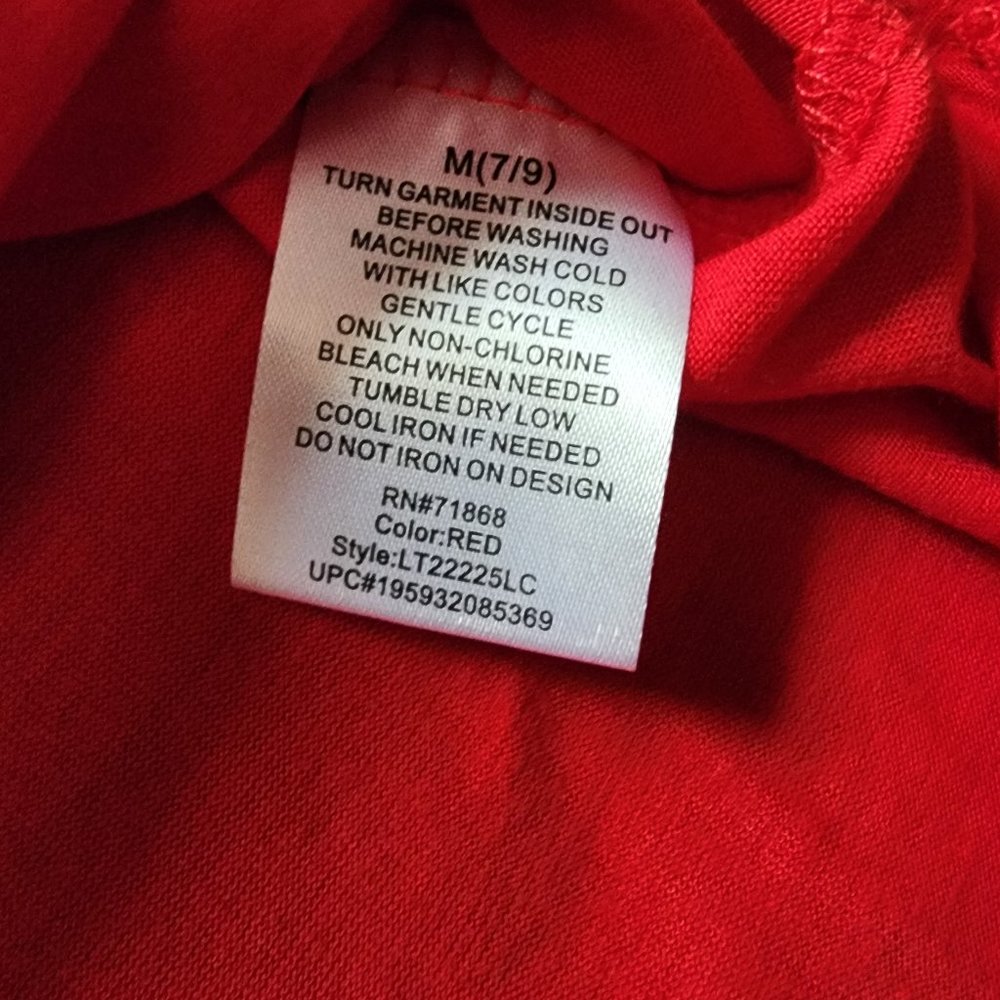 M(7/9)
TURN GARMENT INSIDE OUT
BEFORE WASHING
MACHINE WASH COLD
WITH LIKE COLORS
GENTLE CYCLE
ONLY NON-CHLORINE
BLEACH WHEN NEEDED
TUMBLE DRY LOW
COOL IRON IF NEEDED
DO NOT IRON ON DESIGN
RN#71868
Color:RED
Style:LT22225LC
UPC#195932085369